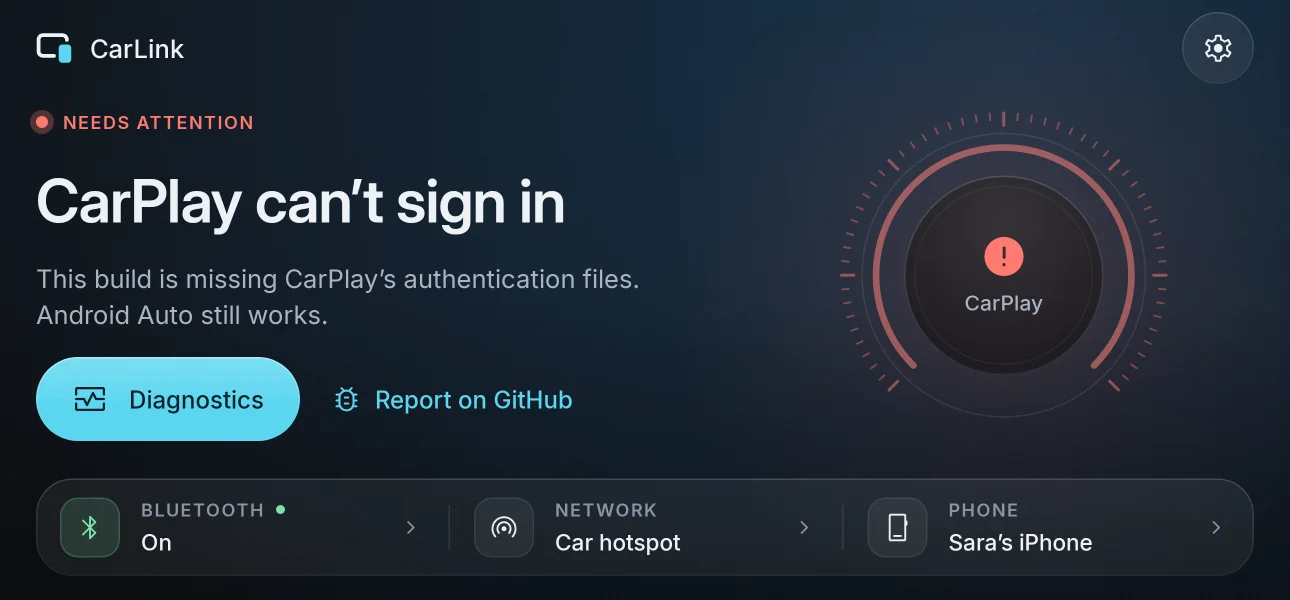 CarLink
NEEDS ATTENTION
CarPlay can’t sign in
This build is missing CarPlay’s authentication files.
Android Auto still works.
Diagnostics
Report on GitHub
CarPlay
BLUETOOTH
On
NETWORK
Car hotspot
PHONE
Sara’s iPhone